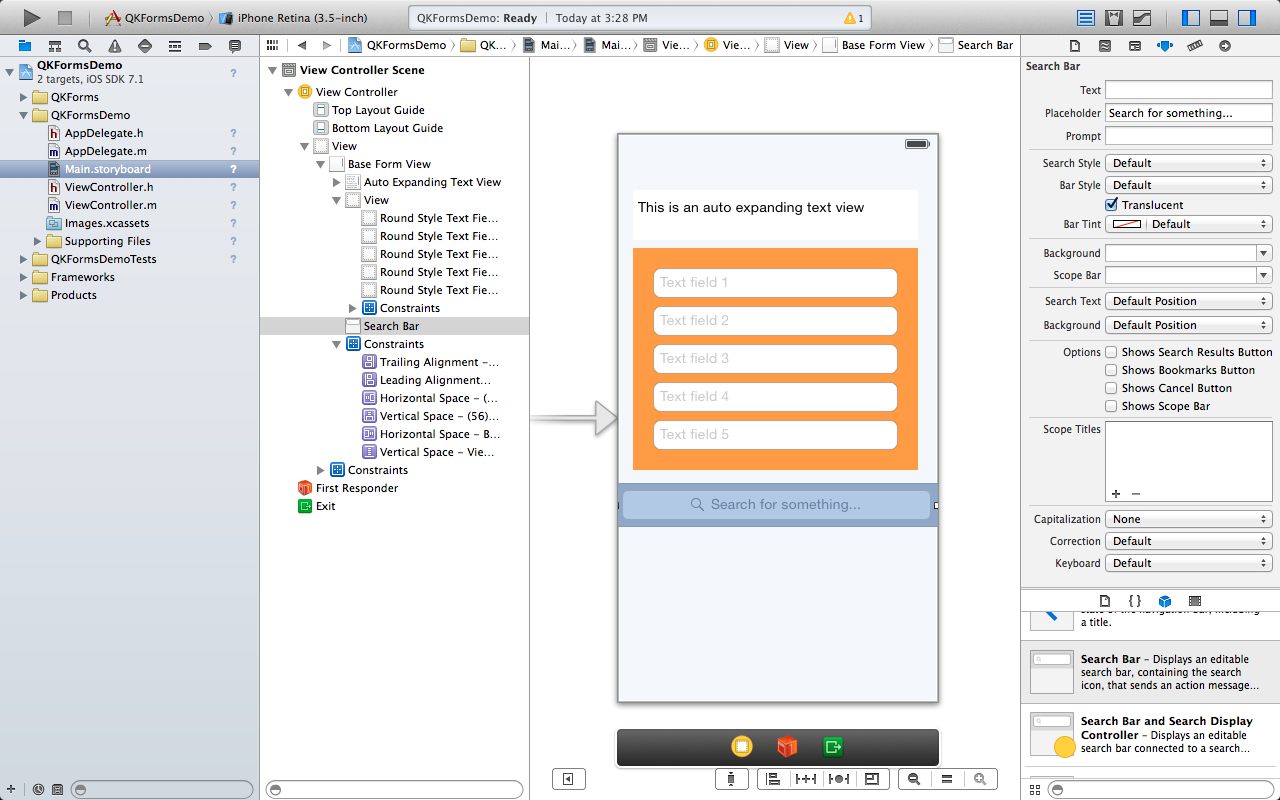 QKFormsDemo
iPhone Retina (3.5-inch)
QKFormsDemo: Ready
Today at 3:28 PM
1
QKFormsDemo
QK...
Mai...
Mai...
Vie...
Vie...
View
Base Form View
Search Bar
QKFormsDemo
2 targets, iOS SDK 7.1
?
QKForms
QKFormsDemo
h AppDelegate.h ?
m AppDelegate.m ?
Main.storyboard ?
h ViewController.h ?
m ViewController.m ?
Images.xcassets ?
Supporting Files ?
QKFormsDemoTests ?
Frameworks
Products
View Controller Scene
View Controller
Top Layout Guide
Bottom Layout Guide
View
Base Form View
Auto Expanding Text View
View
Round Style Text Fie...
Round Style Text Fie...
Round Style Text Fie...
Round Style Text Fie...
Round Style Text Fie...
Constraints
Search Bar
Constraints
Trailing Alignment –...
Leading Alignment...
Horizontal Space – (...
Vertical Space – (56)...
Horizontal Space – B...
Vertical Space – Vie...
Constraints
First Responder
Exit
This is an auto expanding text view
Text field 1
Text field 2
Text field 3
Text field 4
Text field 5
Search for something...
Search Bar
Text
Placeholder Search for something...
Prompt
Search Style Default
Bar Style Default
Translucent
Bar Tint Default
Background
Scope Bar
Search Text Default Position
Background Default Position
Options Shows Search Results Button
Shows Bookmarks Button
Shows Cancel Button
Shows Scope Bar
Scope Titles
+ −
Capitalization None
Correction Default
Keyboard Default
{ }
a title.
Search Bar – Displays an editable
search bar, containing the search
icon, that sends an action message...
Search Bar and Search Display
Controller – Displays an editable
search bar connected to a search...